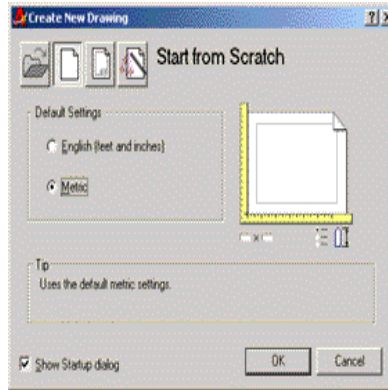 Create New Drawing
Start from Scratch
Default Settings
English (feet and inches)
Metric
Tip
Uses the default metric settings.
Show Startup dialog
OK
Cancel